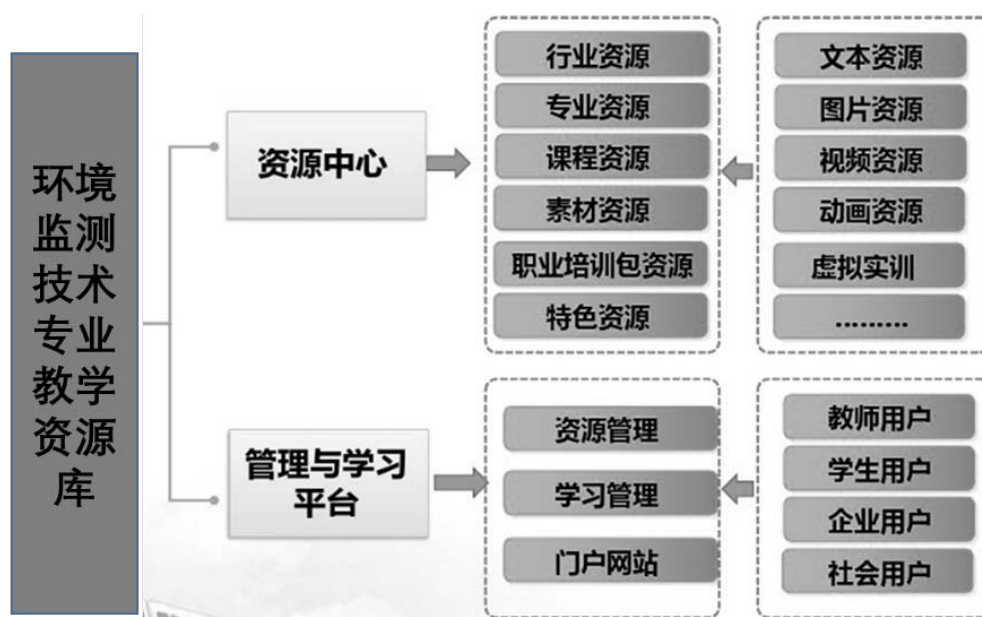 环境
监测
技术
专业
教学
资源
库
资源中心
行业资源
专业资源
课程资源
素材资源
职业培训包资源
特色资源
文本资源
图片资源
视频资源
动画资源
虚拟实训
………
管理与学习
平台
资源管理
学习管理
门户网站
教师用户
学生用户
企业用户
社会用户